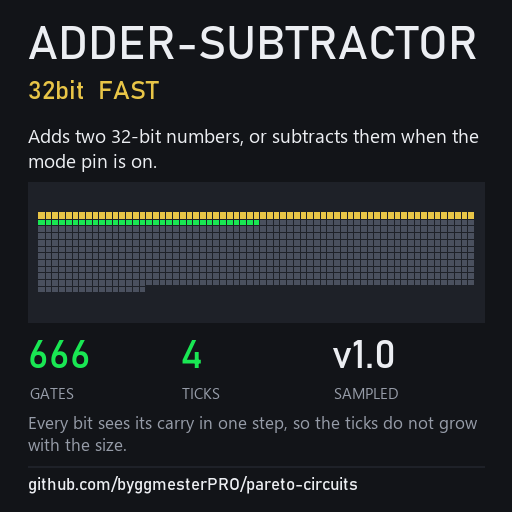 ADDER-SUBTRACTOR
32bit FAST
Adds two 32-bit numbers, or subtracts them when the
mode pin is on.
666 4 v1.0
GATES TICKS SAMPLED
Every bit sees its carry in one step, so the ticks do not grow
with the size.
github.com/byggmesterPRO/pareto-circuits